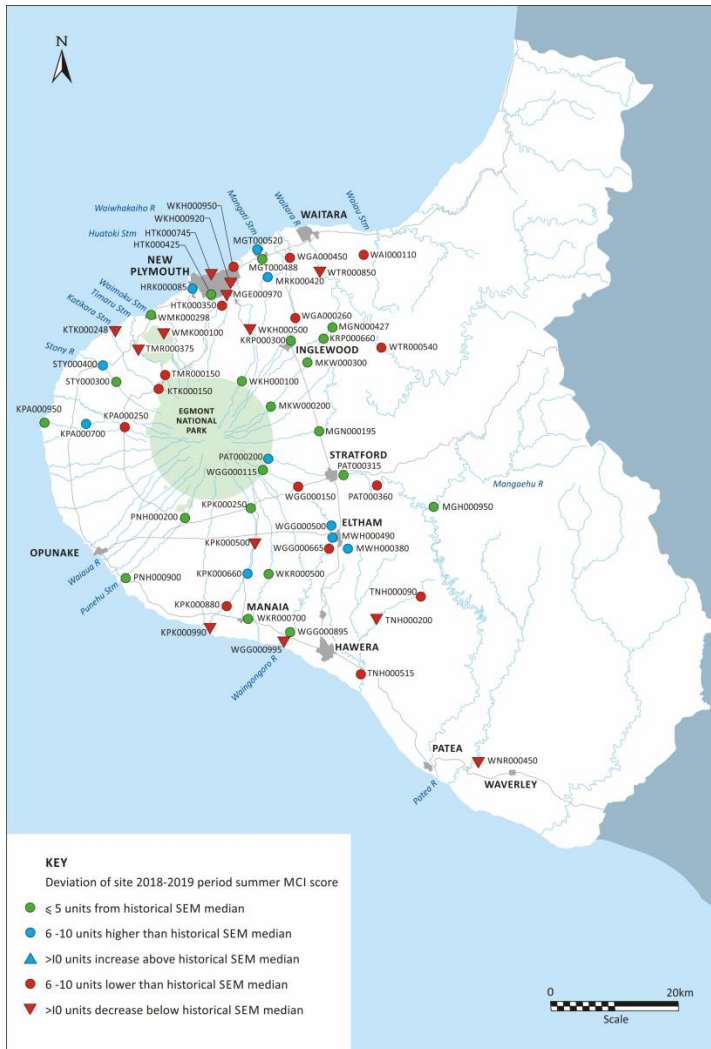 N
WKH000950
Waiwhakaiho R
WKH000920
Mangati Stm
Waitara R
Waiau Stm
Huatoki Stm
HTK000745
WAITARA
HTK000425
MGT000520
NEW
PLYMOUTH
WGA000450
WAI000110
MGT000488
WTR000850
HRK000085
MRK000420
MGE000970
Waimoku Stm
HTK000350
Timaru Stm
WMK000298
WGA000260
Katikara Stm
MGN000427
KTK000248
WMK000100
WKH000500
KRP000660
KRP000300
TMR000375
INGLEWOOD
WTR000540
Stony R
STY000400
MKW000300
TMR000150
STY000300
WKH000100
KTK000150
KPA000950
EGMONT
NATIONAL
PARK
MKW000200
KPA000250
KPA000700
MGN000195
PAT000200
STRATFORD
WGG000115
PAT000315
Mangaehu R
WGG000150
PAT000360
KPK000250
MGH000950
PNH000200
WGG000500
ELTHAM
MWH000490
KPK000500
OPUNAKE
WGG000665
MWH000380
Waiaua R
KPK000660
WKR000500
PNH000900
Punehu Stm
TNH000090
KPK000880
MANAIA
WKR000700
TNH000200
KPK000990
WGG000895
WGG000995
HAWERA
Waingongoro R
TNH000515
PATEA
WNR000450
WAVERLEY
Patea R
KEY
Deviation of site 2018-2019 period summer MCI score
⩽ 5 units from historical SEM median
6 -10 units higher than historical SEM median
>I0 units increase above historical SEM median
6 -10 units lower than historical SEM median
>I0 units decrease below historical SEM median
0 20km
Scale